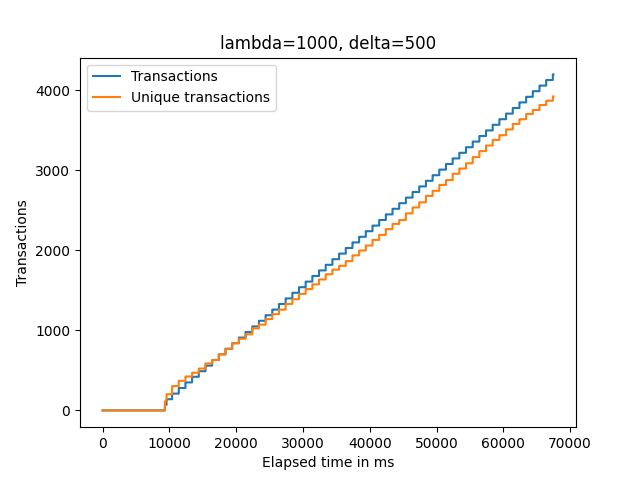 lambda=1000, delta=500
Transactions
Unique transactions
4000
3000
2000
1000
0
Transactions
0 10000 20000 30000 40000 50000 60000 70000
Elapsed time in ms